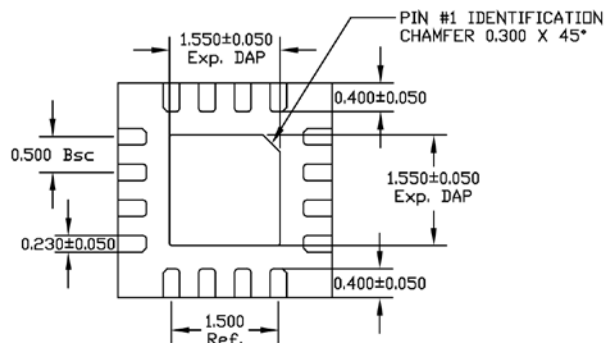 PIN #1 IDENTIFICATION
CHAMFER 0.300 X 45°
1.550±0.050
Exp. DAP
0.400±0.050
0.500 Bsc
1.550±0.050
Exp. DAP
0.230±0.050
0.400±0.050
1.500
Ref.